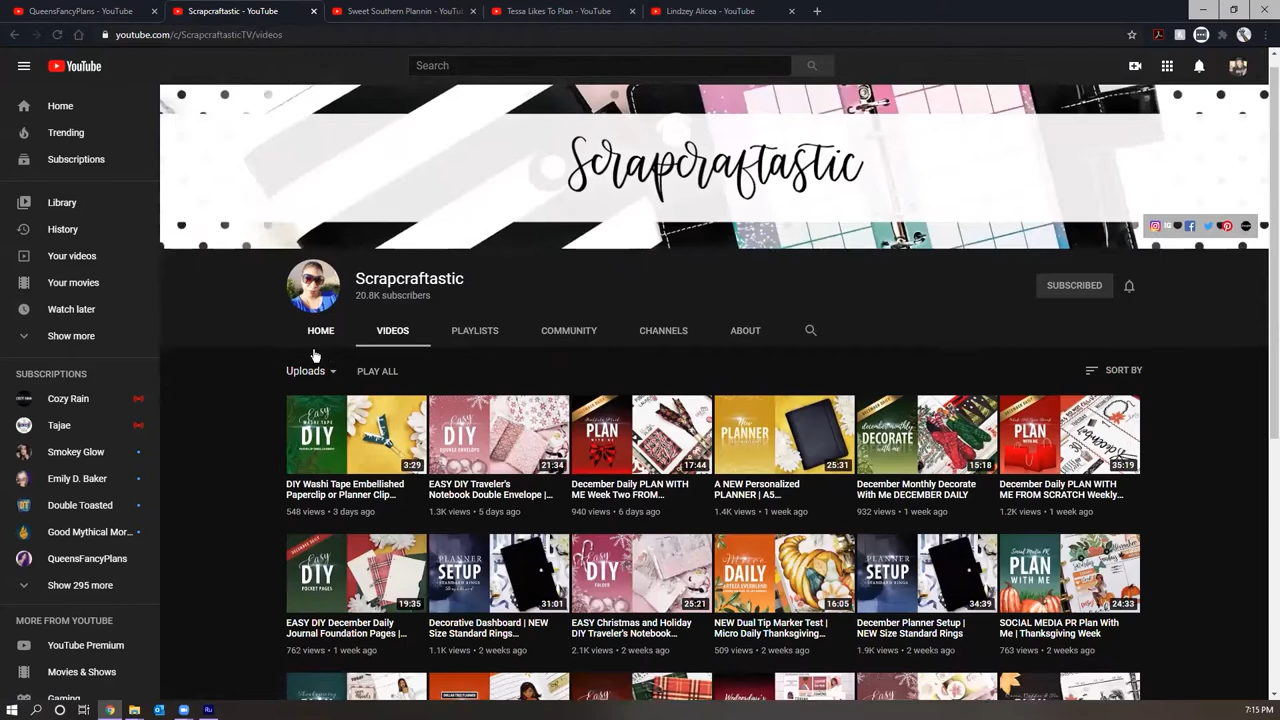 QueensFancyPlans - YouTube
Scrapcraftastic - YouTube
Sweet Southern Plannin - YouTu
Tessa Likes To Plan - YouTube
Lindzey Alicea - YouTube
youtube.com/c/ScrapcraftasticTV/videos
YouTube
Search
Home
Trending
Subscriptions
Library
History
Your videos
Your movies
Watch later
Show more
SUBSCRIPTIONS
Cozy Rain
Tajae
Smokey Glow
Emily D. Baker
Double Toasted
Good Mythical Mor...
QueensFancyPlans
Show 295 more
MORE FROM YOUTUBE
YouTube Premium
Movies & Shows
Gaming
Scrapcraftastic
Scrapcraftastic
20.8K subscribers
SUBSCRIBED
HOME
VIDEOS
PLAYLISTS
COMMUNITY
CHANNELS
ABOUT
Uploads
PLAY ALL
SORT BY
Easy DIY
3:29
DIY Washi Tape Embellished
Paperclip or Planner Clip...
548 views • 3 days ago
Easy DIY
21:34
EASY DIY Traveler's
Notebook Double Envelope |...
1.3K views • 5 days ago
PLAN
17:44
December Daily PLAN WITH
ME Week Two FROM...
940 views • 6 days ago
PLANNER
25:31
A NEW Personalized
PLANNER | A5...
1.4K views • 1 week ago
DECORATE
15:18
December Monthly Decorate
With Me DECEMBER DAILY
932 views • 1 week ago
PLAN
35:19
December Daily PLAN WITH
ME FROM SCRATCH Weekly...
1.2K views • 1 week ago
Easy DIY
POCKET PAGES
19:35
EASY DIY December Daily
Journal Foundation Pages |...
762 views • 1 week ago
PLANNER
SETUP
31:01
Decorative Dashboard | NEW
Size Standard Rings...
1.1K views • 2 weeks ago
Easy DIY
FOLDER
25:21
EASY Christmas and Holiday
DIY Traveler's Notebook...
2.1K views • 2 weeks ago
DAILY
16:05
NEW Dual Tip Marker Test |
Micro Daily Thanksgiving...
509 views • 2 weeks ago
PLANNER
SETUP
34:39
December Planner Setup |
NEW Size Standard Rings
1.9K views • 2 weeks ago
Social Media PR
PLAN
WITH ME
24:33
SOCIAL MEDIA PR Plan With
Me | Thanksgiving Week
763 views • 2 weeks ago
7:15 PM